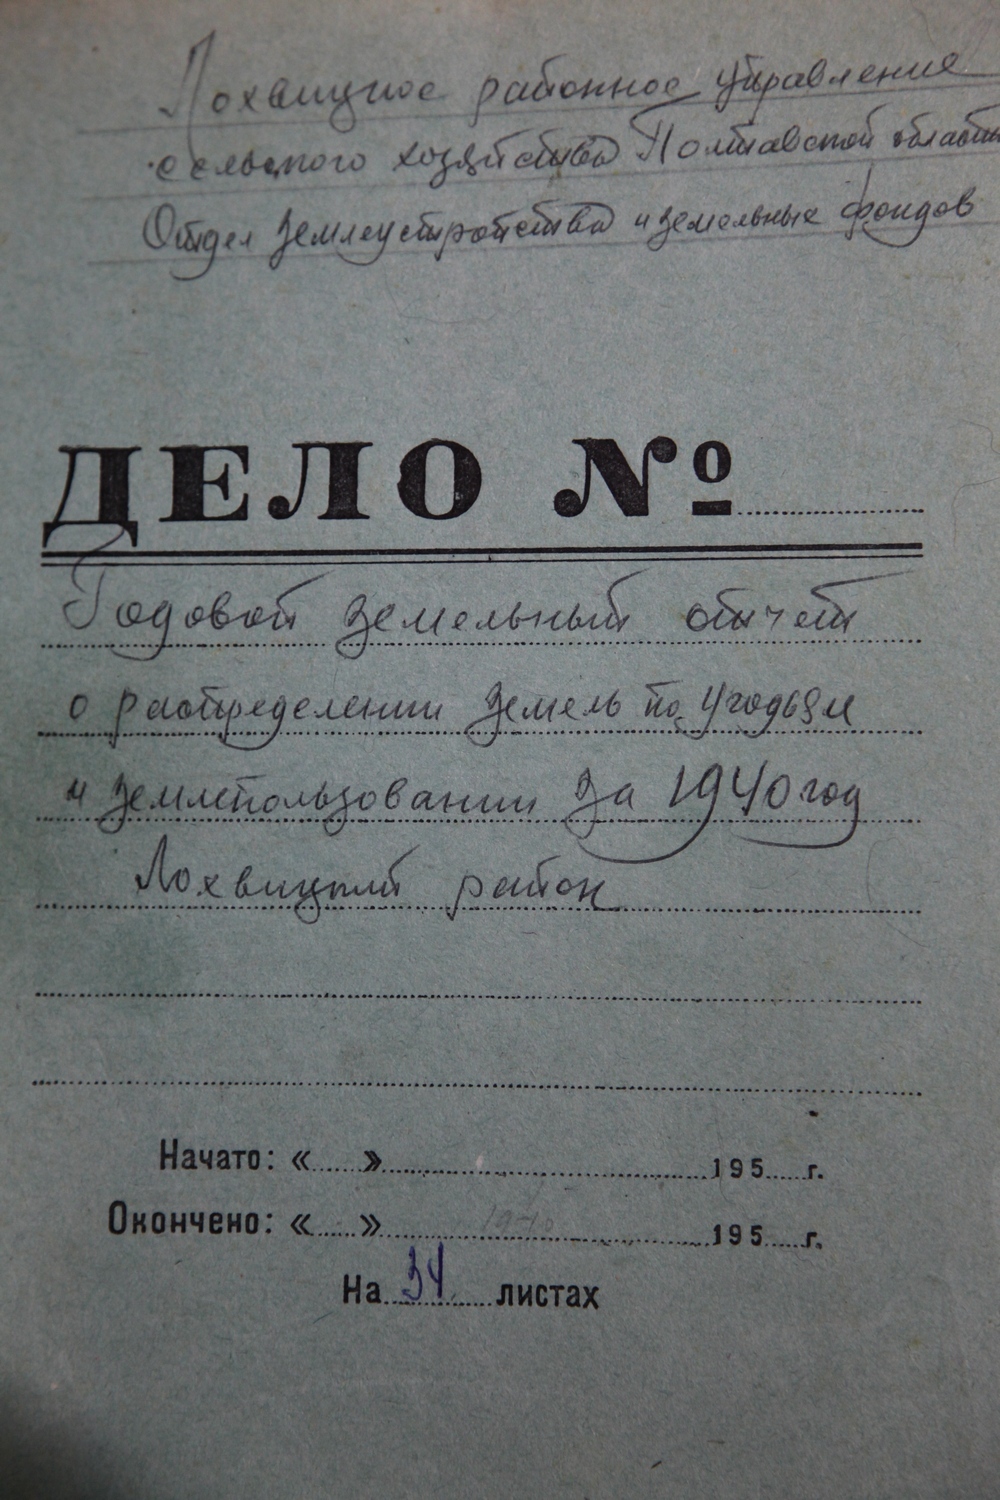 Лохвицкое районное управление
сельского хозяйства Полтавской области
Отдел землеустройства и земельных фондов
ДЕЛО №
Годовой земельный отчет
о распределении земель по угодьям
и землепользовании за 1940 год
Лохвицкий район
Начато: « » 195 г.
Окончено: « » 1940 195 г.
На 34 листах